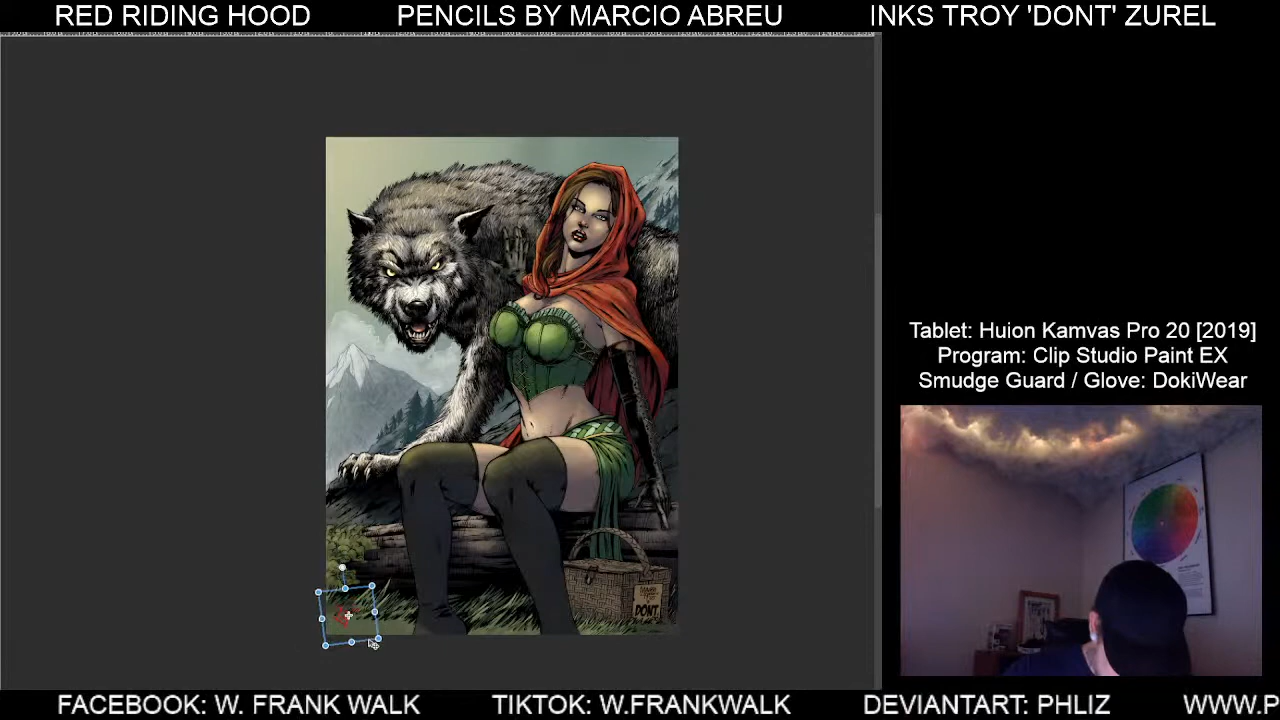 RED RIDING HOOD PENCILS BY MARCIO ABREU INKS TROY 'DONT' ZUREL
Tablet: Huion Kamvas Pro 20 [2019]
Program: Clip Studio Paint EX
Smudge Guard / Glove: DokiWear
DONT
FACEBOOK: W. FRANK WALK TIKTOK: W.FRANKWALK DEVIANTART: PHLIZ WWW.P